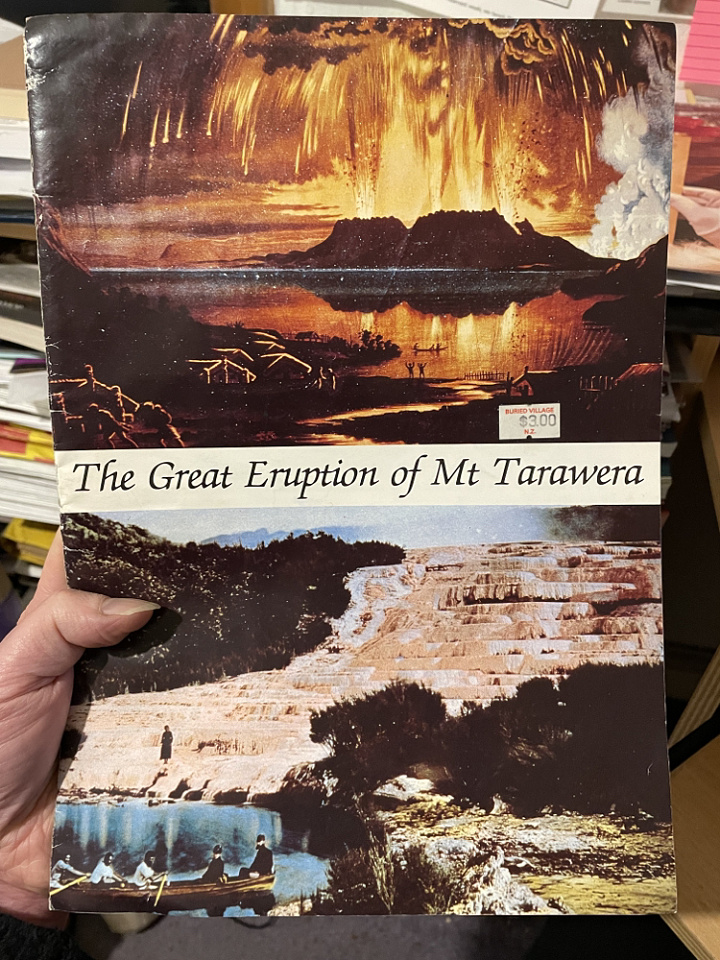 BURIED VILLAGE
$3.00
N.Z.
The Great Eruption of Mt Tarawera